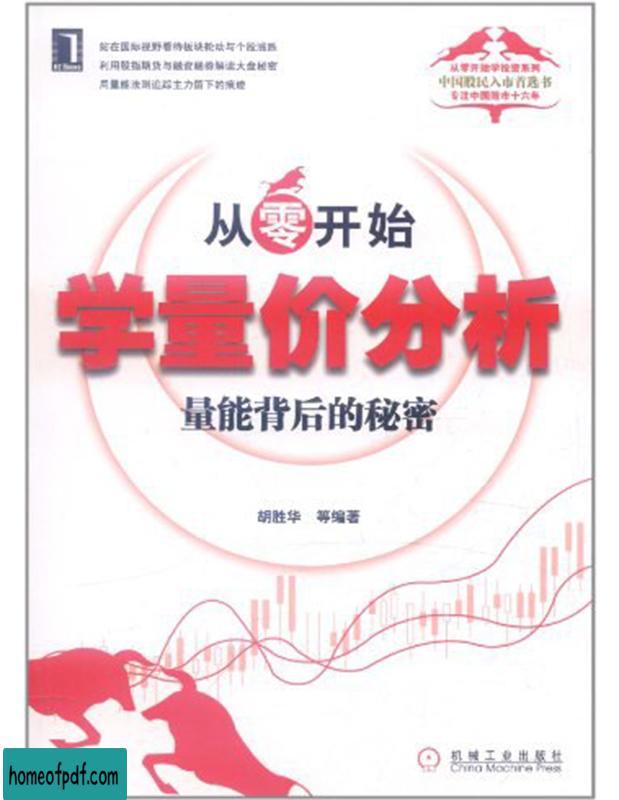 站在国际视野看待板块轮动与个股涨跌
利用股指期货与融资融券解读大盘秘密
用量能法则追踪主力留下的痕迹
从零开始学投资系列
中国股民入市首选书
专注中国股市十六年
从零开始
学量价分析
量能背后的秘密
胡胜华 等编著
机械工业出版社
China Machine Press
homeofpdf.com